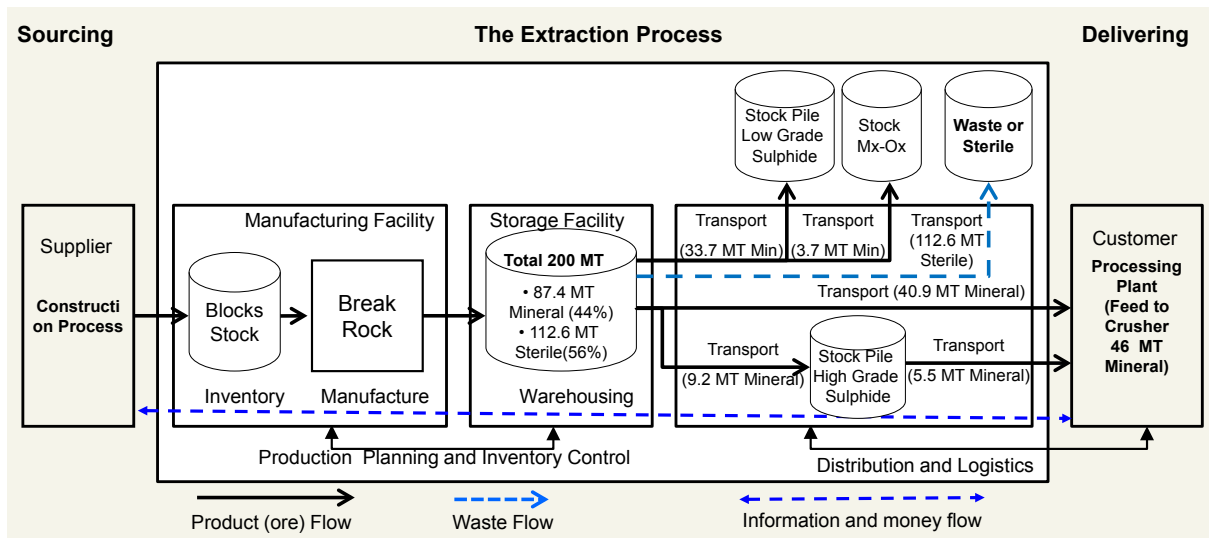 Sourcing
The Extraction Process
Delivering
Stock Pile
Low Grade
Sulphide
Stock
Mx-Ox
Waste or
Sterile
Supplier
Constructi
on Process
Manufacturing Facility
Blocks
Stock
Break
Rock
Inventory
Manufacture
Storage Facility
Total 200 MT
• 87.4 MT
Mineral (44%)
• 112.6 MT
Sterile(56%)
Warehousing
Transport
(33.7 MT Min)
Transport
(3.7 MT Min)
Transport
(112.6 MT
Sterile)
Transport (40.9 MT Mineral)
Transport
(9.2 MT Mineral)
Stock Pile
High Grade
Sulphide
Transport
(5.5 MT Mineral)
Customer
Processing
Plant
(Feed to
Crusher
46 MT
Mineral)
Production Planning and Inventory Control
Distribution and Logistics
Product (ore) Flow
Waste Flow
Information and money flow